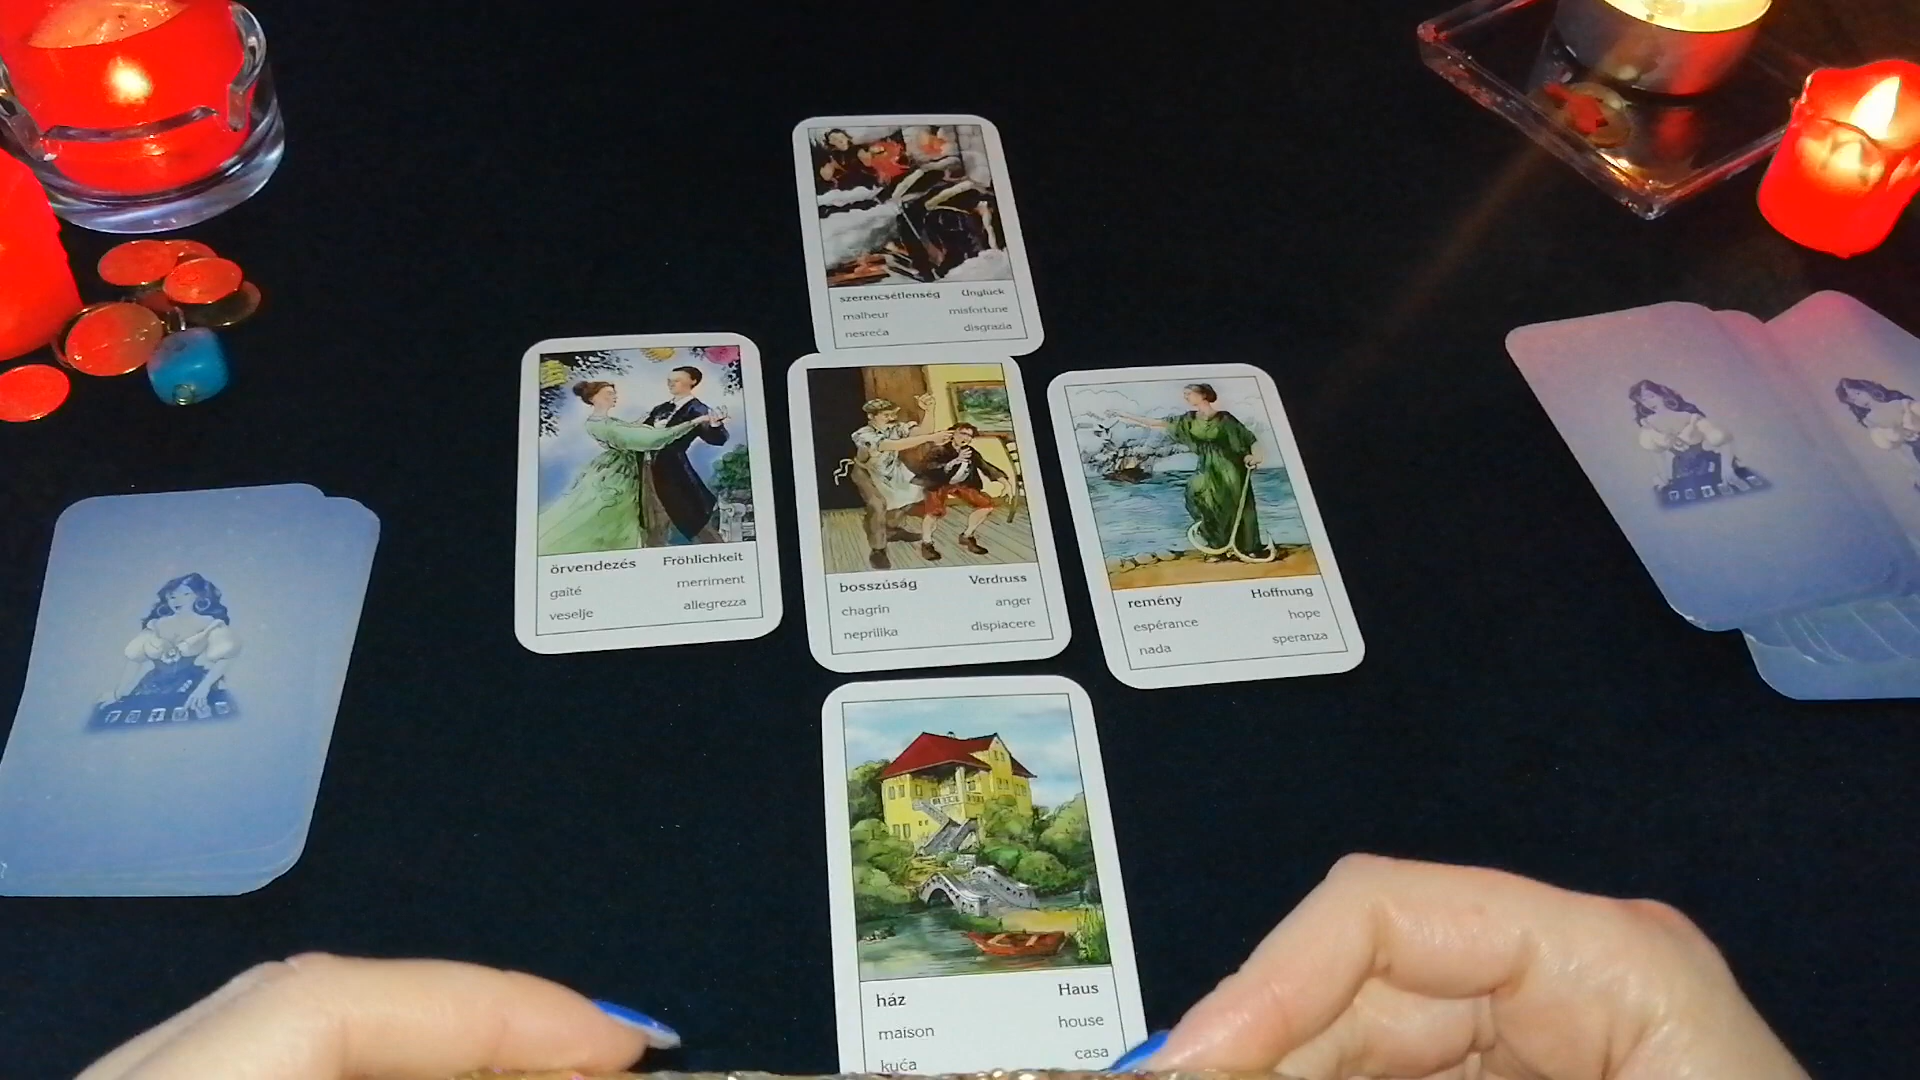 szerencsétlenség Unglück
malheur misfortune
nesreća disgrazia
örvendezés Fröhlichkeit
gaîté merriment
veselje allegrezza
bosszúság Verdruss
chagrin anger
neprilika dispiacere
remény Hoffnung
espérance hope
nada speranza
ház Haus
maison house
kuća casa